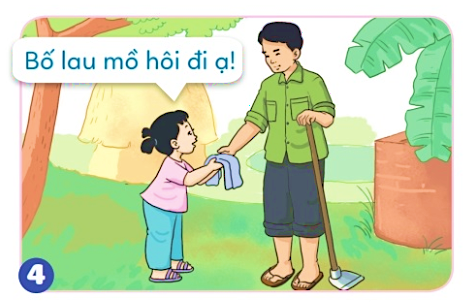 Bố lau mồ hôi đi ạ!
4